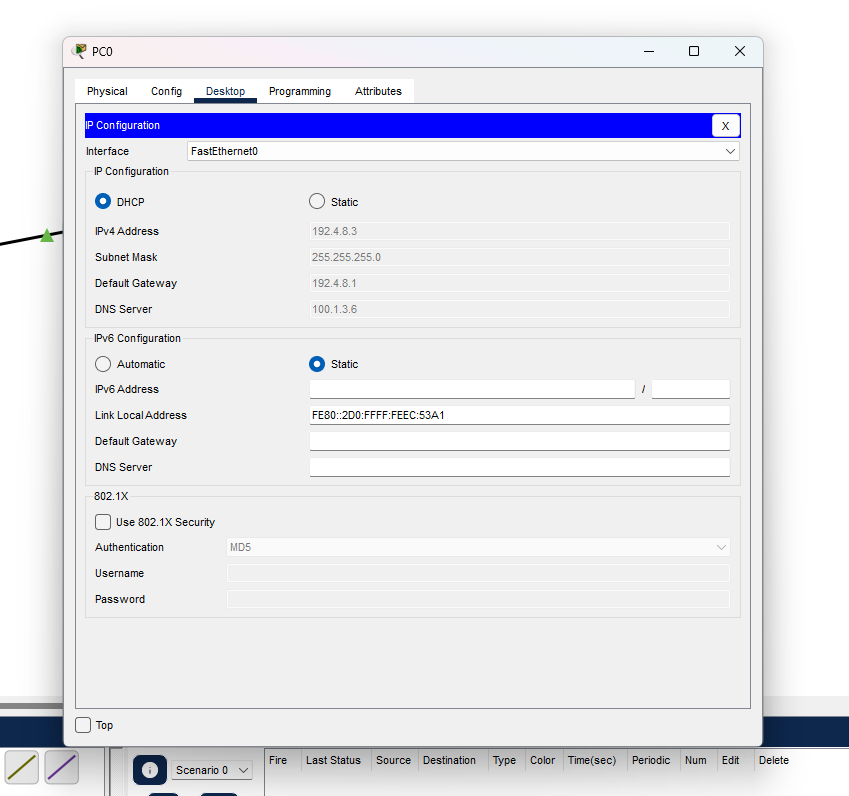 PC0
Physical Config Desktop Programming Attributes
IP Configuration X
Interface FastEthernet0
IP Configuration
DHCP Static
IPv4 Address 192.4.8.3
Subnet Mask 255.255.255.0
Default Gateway 192.4.8.1
DNS Server 100.1.3.6
IPv6 Configuration
Automatic Static
IPv6 Address /
Link Local Address FE80::2D0:FFFF:FEEC:53A1
Default Gateway
DNS Server
802.1X
Use 802.1X Security
Authentication MD5
Username
Password
Top
Scenario 0 Fire Last Status Source Destination Type Color Time(sec) Periodic Num Edit Delete